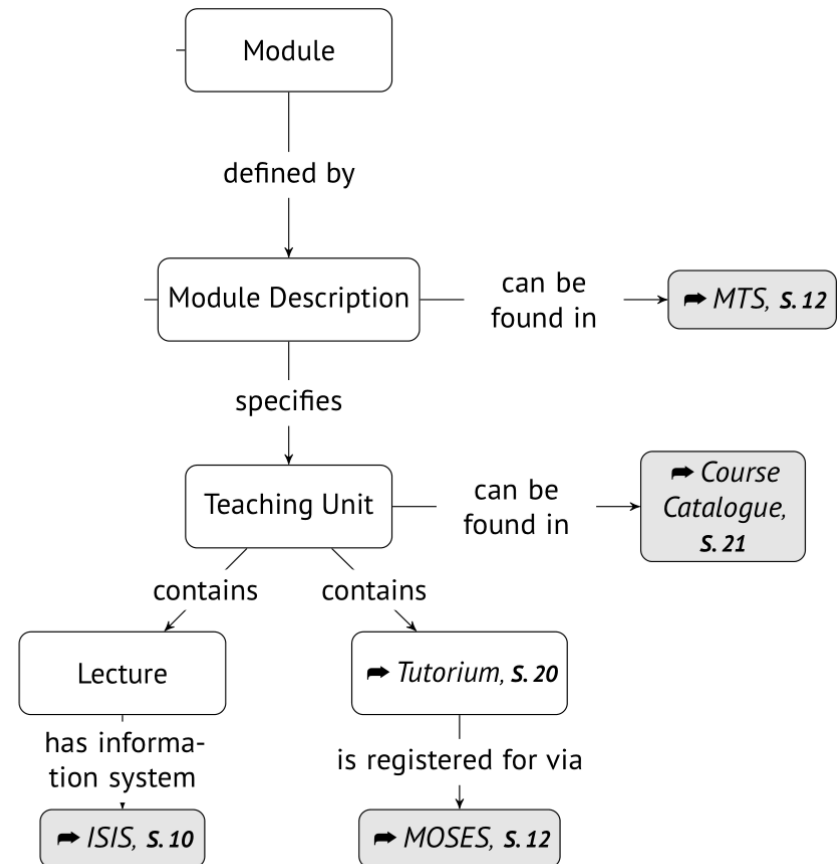 Module
defined by
Module Description
can be
found in
➦ MTS, S. 12
specifies
Teaching Unit
can be
found in
➦ Course
Catalogue,
S. 21
contains
contains
Lecture
➦ Tutorium, S. 20
has informa-
tion system
is registered for via
➦ ISIS, S. 10
➦ MOSES, S. 12